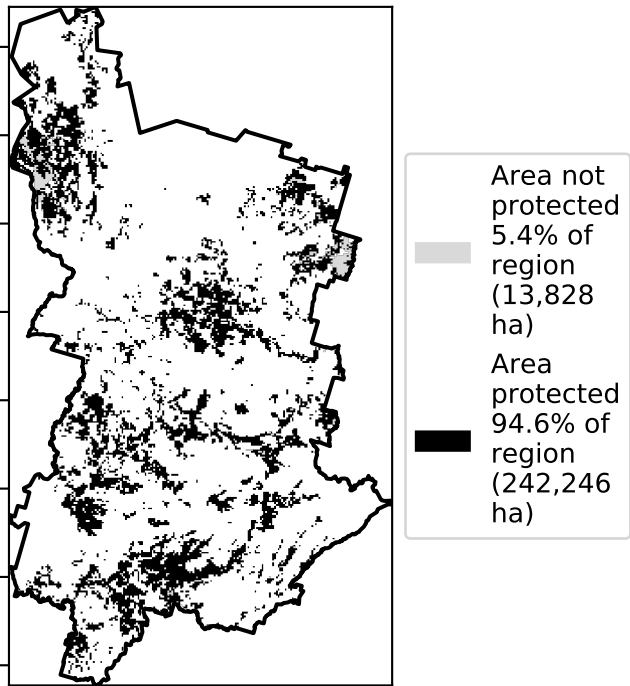 Area not
protected
5.4% of
region
(13,828
ha)
Area
protected
94.6% of
region
(242,246
ha)